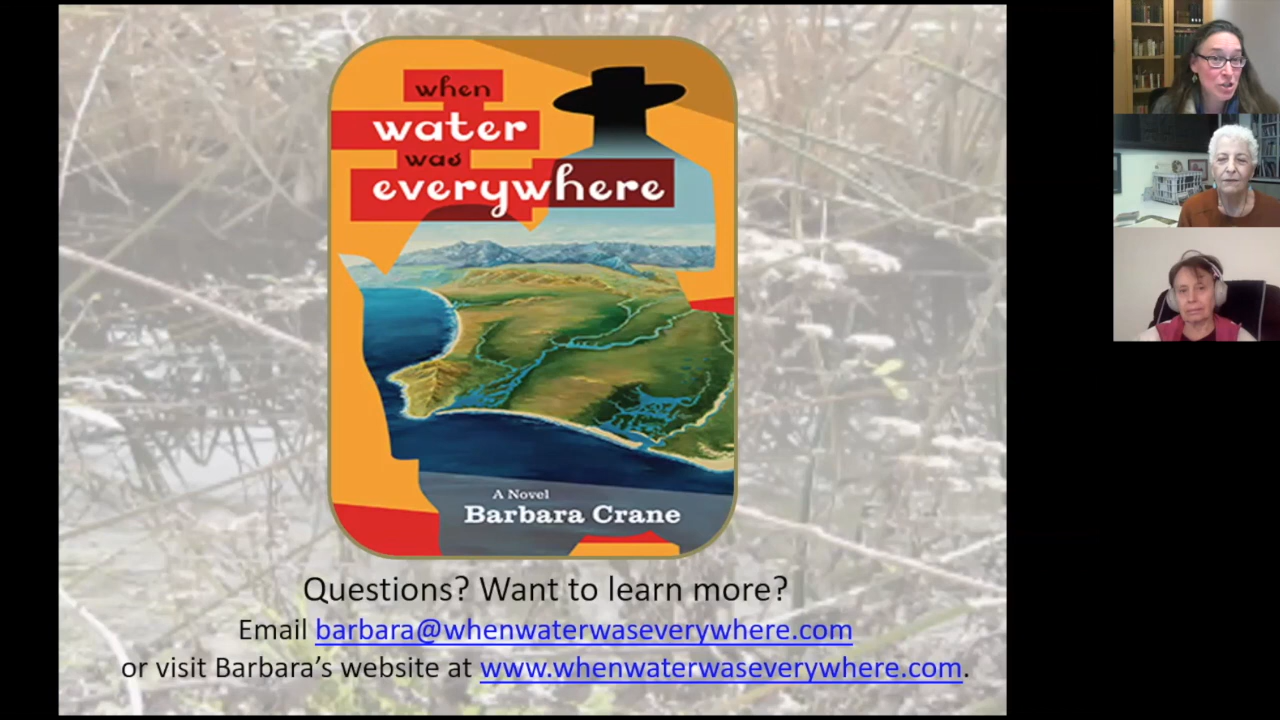 when
water
was
everywhere
A Novel
Barbara Crane
Questions? Want to learn more?
Email barbara@whenwaterwaseverywhere.com
or visit Barbara's website at www.whenwaterwaseverywhere.com.